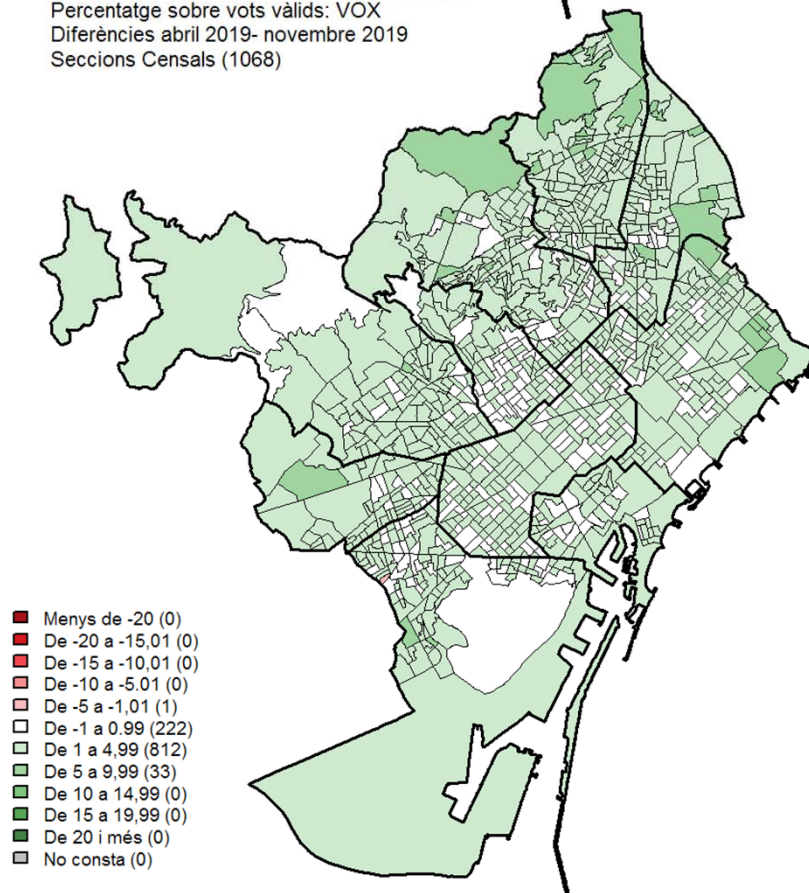 Percentatge sobre vots vàlids: VOX
Diferències abril 2019- novembre 2019
Seccions Censals (1068)
Menys de -20 (0)
De -20 a -15,01 (0)
De -15 a -10,01 (0)
De -10 a -5.01 (0)
De -5 a -1,01 (1)
De -1 a 0.99 (222)
De 1 a 4,99 (812)
De 5 a 9,99 (33)
De 10 a 14,99 (0)
De 15 a 19,99 (0)
De 20 i més (0)
No consta (0)